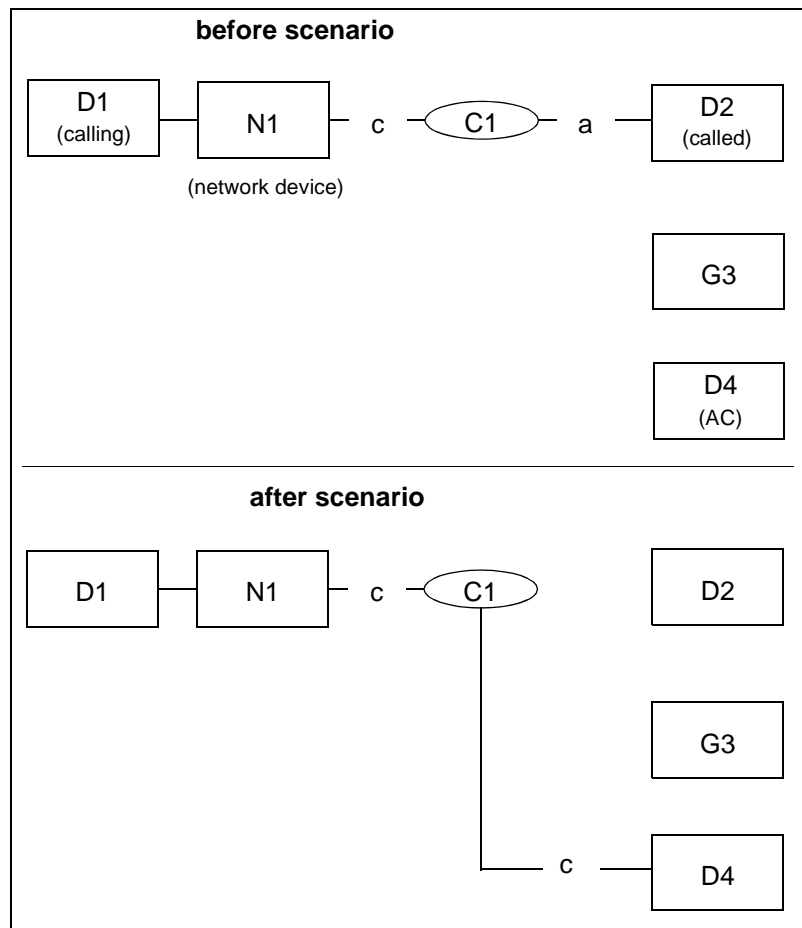 before scenario
D1
(calling)
N1
c
C1
a
D2
(called)
(network device)
G3
D4
(AC)
after scenario
D1
N1
c
C1
D2
G3
c
D4